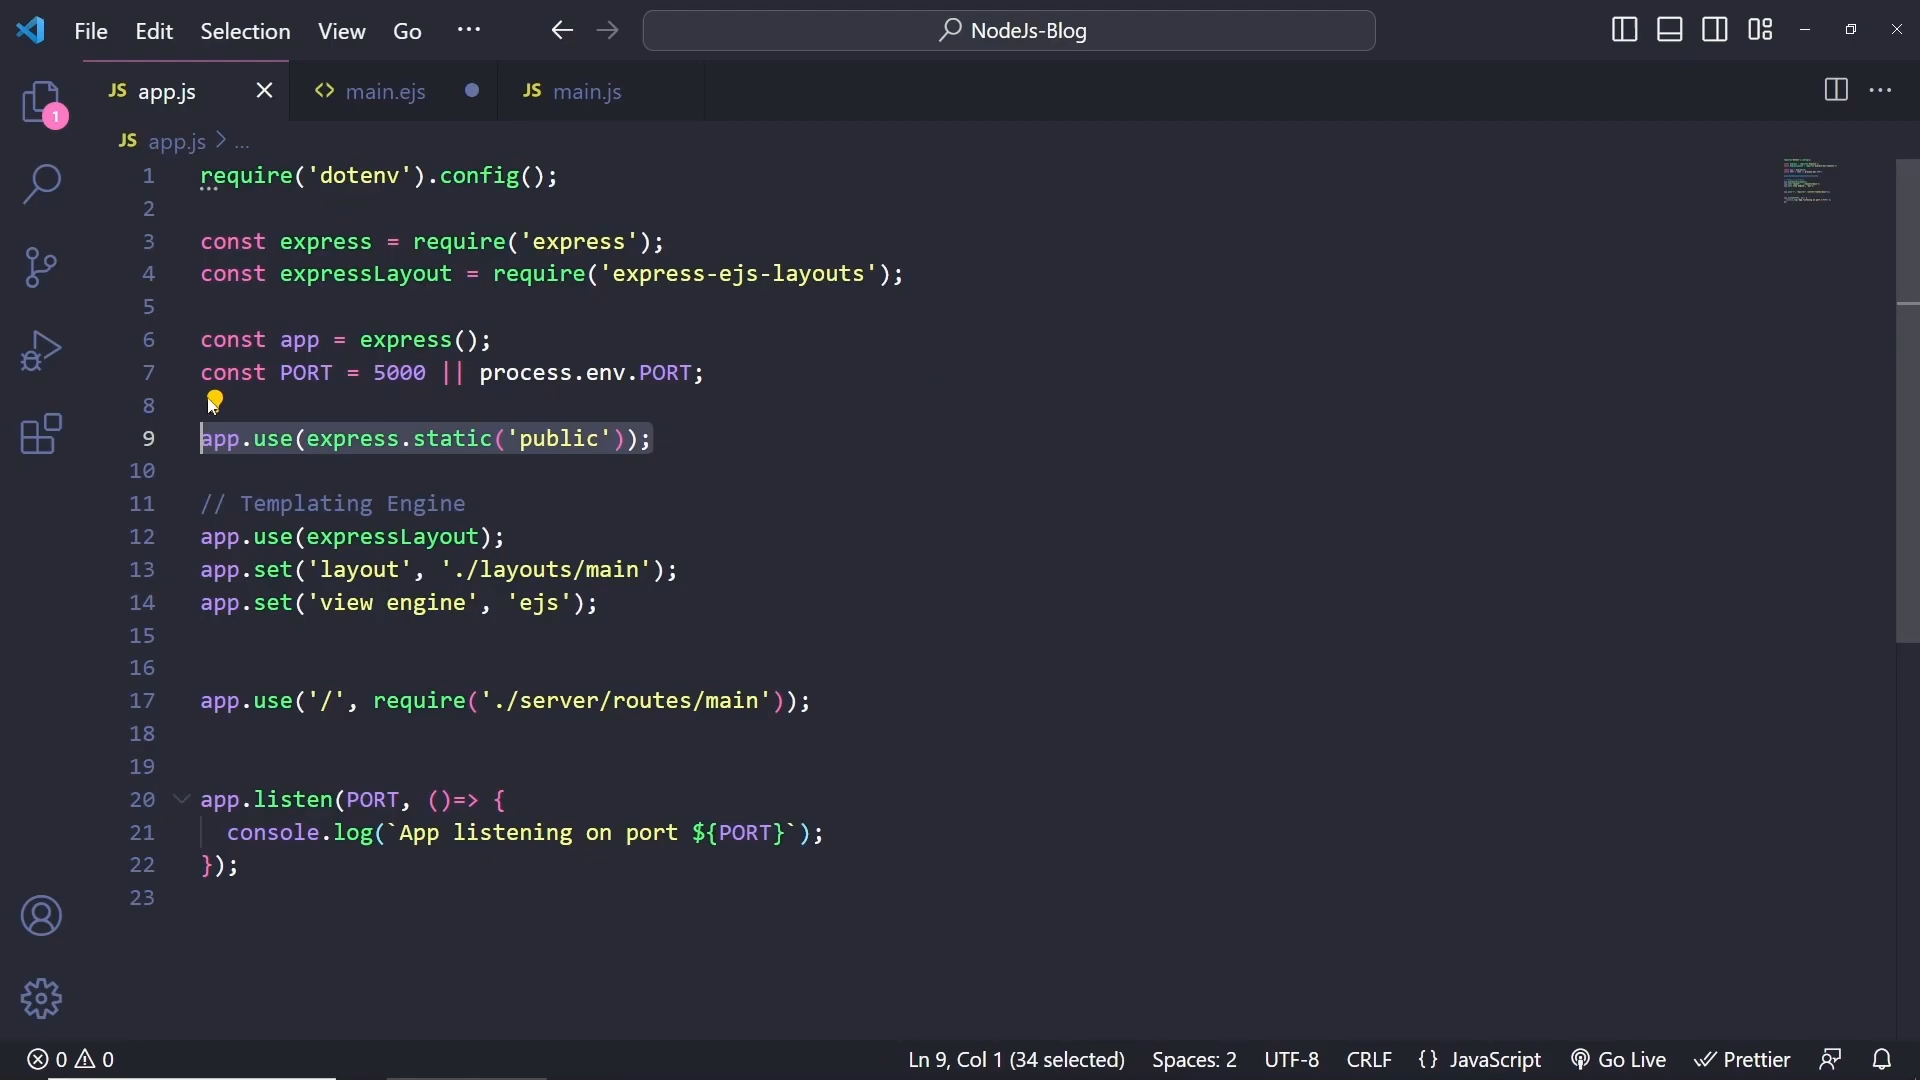 File Edit Selection View Go ··· NodeJs-Blog
JS app.js main.ejs JS main.js
JS app.js > ...
1 require('dotenv').config();
2
3 const express = require('express');
4 const expressLayout = require('express-ejs-layouts');
5
6 const app = express();
7 const PORT = 5000 || process.env.PORT;
8
9 app.use(express.static('public'));
10
11 // Templating Engine
12 app.use(expressLayout);
13 app.set('layout', './layouts/main');
14 app.set('view engine', 'ejs');
15
16
17 app.use('/', require('./server/routes/main'));
18
19
20 app.listen(PORT, ()=> {
21 console.log(`App listening on port ${PORT}`);
22 });
23
1
0 0 Ln 9, Col 1 (34 selected) Spaces: 2 UTF-8 CRLF {} JavaScript Go Live Prettier